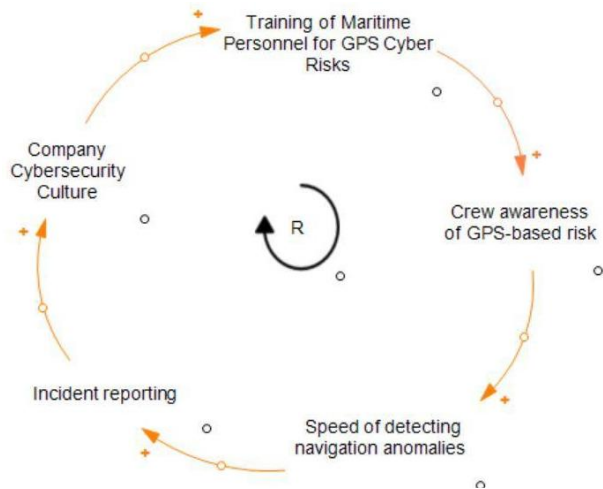 Training of Maritime
Personnel for GPS Cyber
Risks
+
+
Company
Cybersecurity
Culture
Crew awareness
of GPS-based risk
R
+
+
Incident reporting
Speed of detecting
navigation anomalies
+